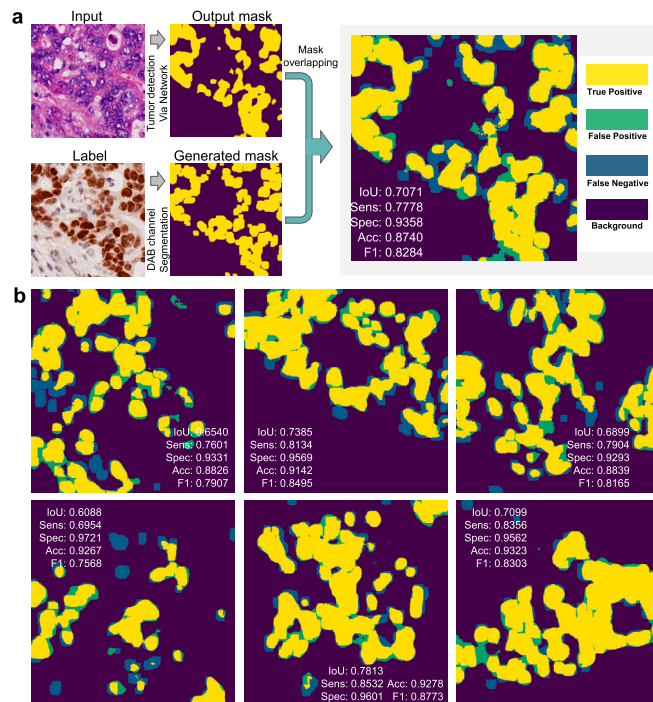 a
Input
Output mask
Tumor detection
Via Network
Mask
overlapping
Label
Generated mask
DAB channel
Segmentation
IoU: 0.7071
Sens: 0.7778
Spec: 0.9358
Acc: 0.8740
F1: 0.8284
True Positive
False Positive
False Negative
Background
b
IoU: 0.6540
Sens: 0.7601
Spec: 0.9331
Acc: 0.8826
F1: 0.7907
IoU: 0.7385
Sens: 0.8134
Spec: 0.9569
Acc: 0.9142
F1: 0.8495
IoU: 0.6899
Sens: 0.7904
Spec: 0.9293
Acc: 0.8839
F1: 0.8165
IoU: 0.6088
Sens: 0.6954
Spec: 0.9721
Acc: 0.9267
F1: 0.7568
IoU: 0.7813
Sens: 0.8532 Acc: 0.9278
Spec: 0.9601 F1: 0.8773
IoU: 0.7099
Sens: 0.8356
Spec: 0.9562
Acc: 0.9323
F1: 0.8303